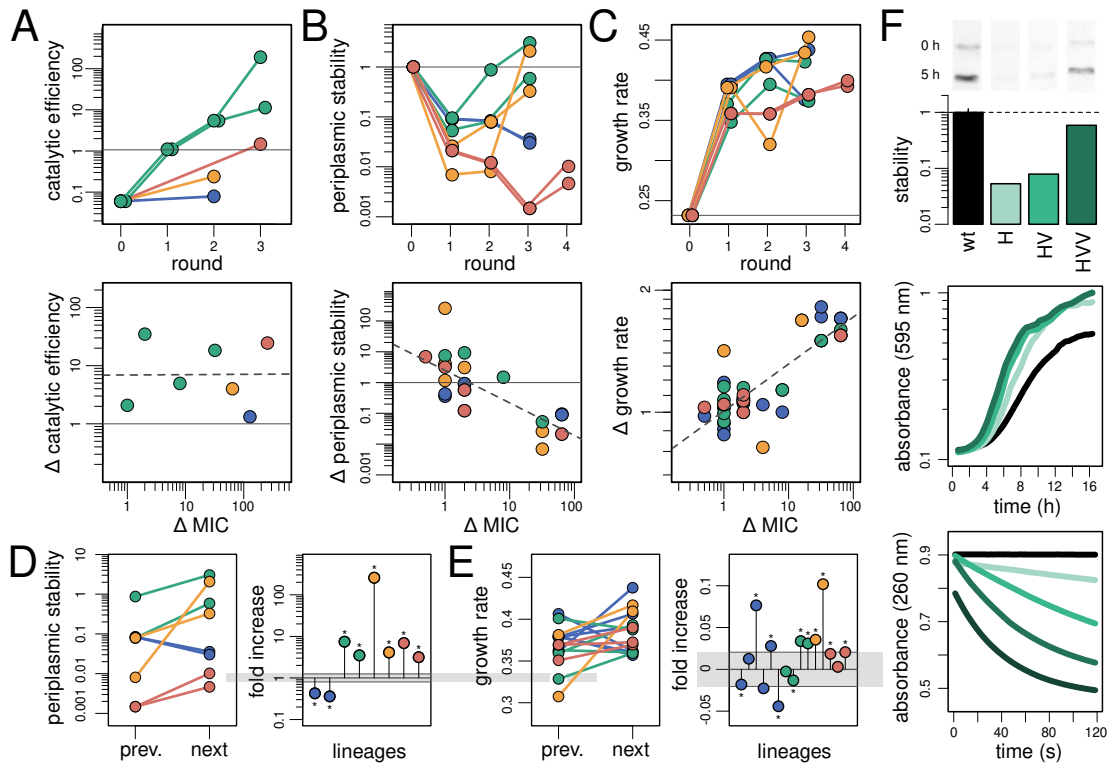 A
catalytic efficiency
100
10
1
0.1
0
1
2
3
round
B
periplasmic stability
1
0.1
0.01
0.001
0
1
2
3
4
round
C
growth rate
0.45
0.35
0.25
0
1
2
3
4
round
F
0 h
5 h
stability
1
0.1
0.01
wt
H
HV
HVV
Δ catalytic efficiency
100
10
1
1
10
100
Δ MIC
Δ periplasmic stability
100
10
1
0.1
0.01
0.001
1
10
100
Δ MIC
Δ growth rate
2
1
1
10
100
Δ MIC
absorbance (595 nm)
1
0.1
0
4
8
12
16
time (h)
D
periplasmic stability
10
1
0.1
0.01
0.001
prev.
next
fold increase
100
10
1
0.1
* * * * * * * *
lineages
E
growth rate
0.45
0.4
0.35
0.3
prev.
next
fold increase
0.1
0.05
0
-0.05
lineages
absorbance (260 nm)
0.9
0.7
0.5
0
40
80
120
time (s)